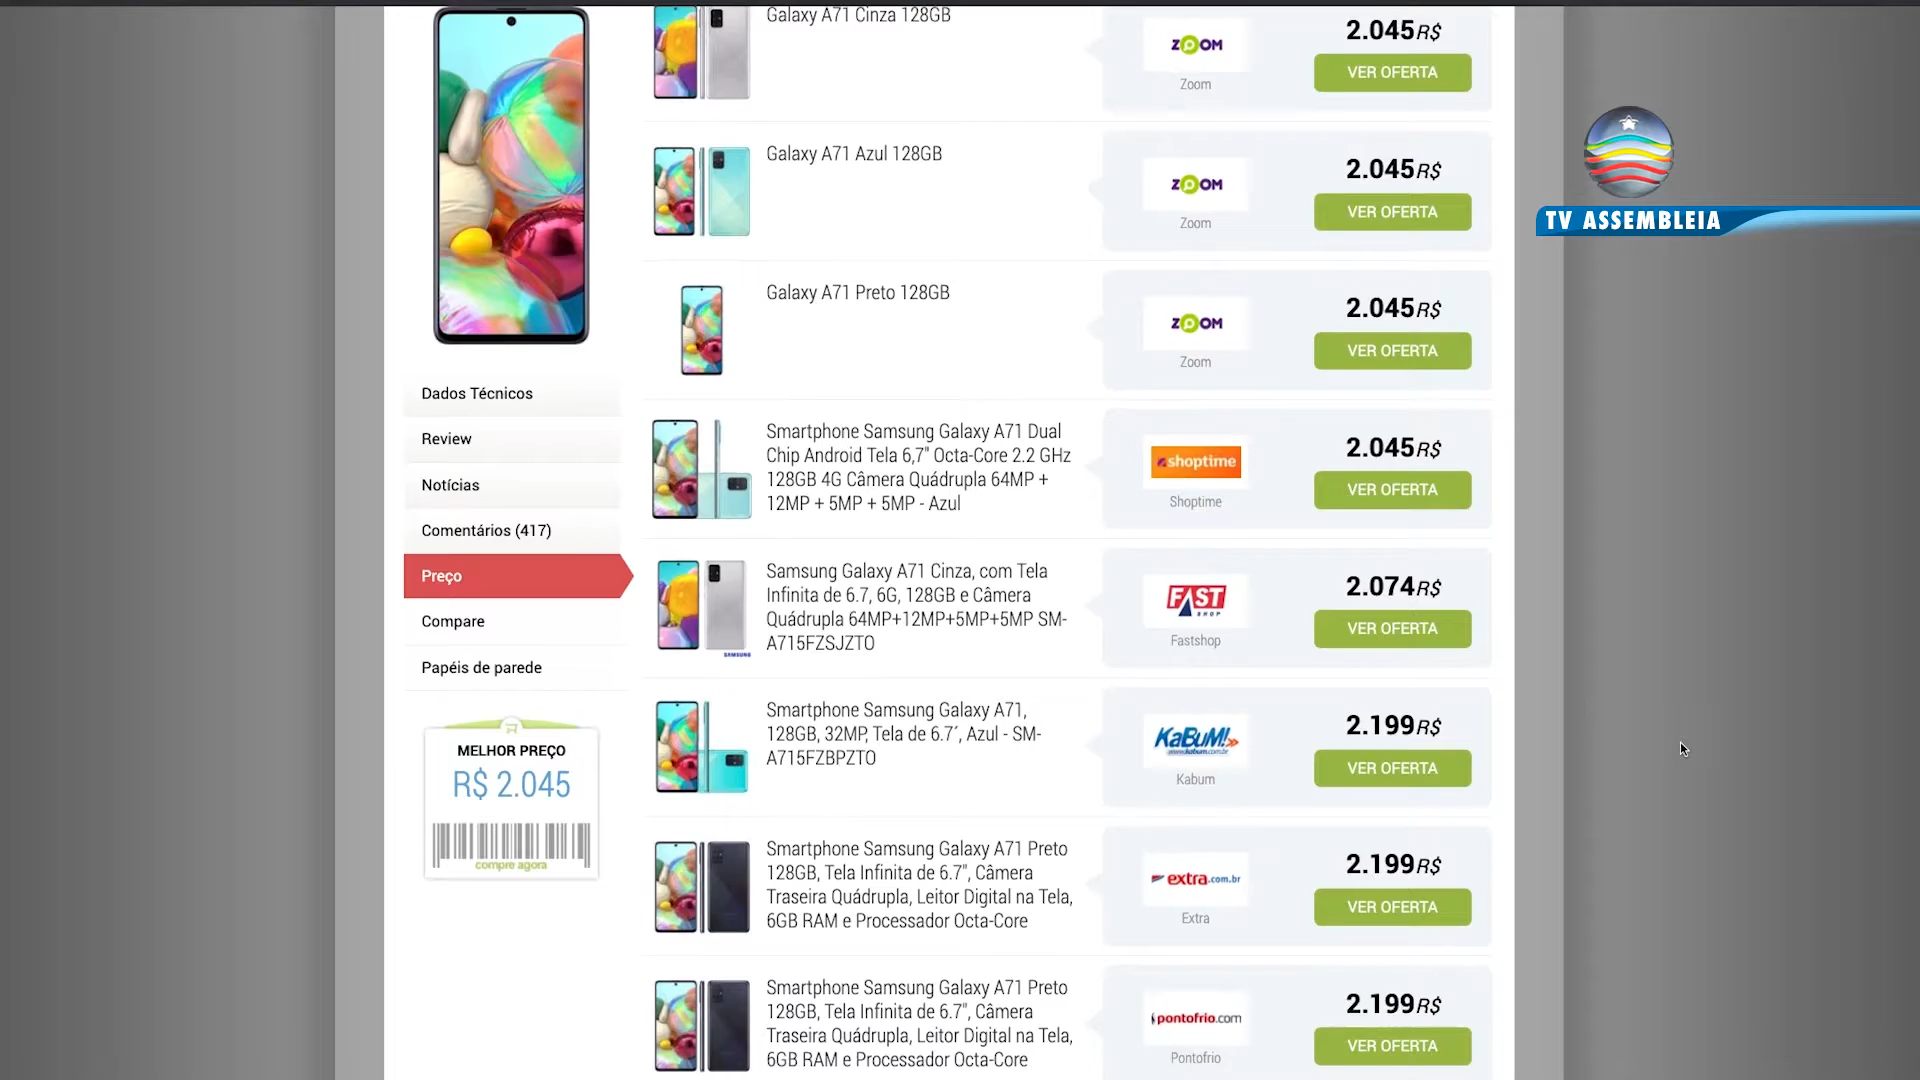 Galaxy A71 Cinza 128GB
ZOOM
Zoom
2.045R$
VER OFERTA
TV ASSEMBLEIA
Galaxy A71 Azul 128GB
ZOOM
Zoom
2.045R$
VER OFERTA
Galaxy A71 Preto 128GB
ZOOM
Zoom
2.045R$
VER OFERTA
Dados Técnicos
Review
Notícias
Comentários (417)
Preço
Compare
Papéis de parede
MELHOR PREÇO
R$ 2.045
compre agora
Smartphone Samsung Galaxy A71 Dual
Chip Android Tela 6,7" Octa-Core 2.2 GHz
128GB 4G Câmera Quádrupla 64MP +
12MP + 5MP + 5MP - Azul
shoptime
Shoptime
2.045R$
VER OFERTA
Samsung Galaxy A71 Cinza, com Tela
Infinita de 6.7, 6G, 128GB e Câmera
Quádrupla 64MP+12MP+5MP+5MP SM-
A715FZSJZTO
SAMSUNG
FAST
SHOP
Fastshop
2.074R$
VER OFERTA
Smartphone Samsung Galaxy A71,
128GB, 32MP, Tela de 6.7´, Azul - SM-
A715FZBPZTO
KaBuM!
www.kabum.com.br
Kabum
2.199R$
VER OFERTA
Smartphone Samsung Galaxy A71 Preto
128GB, Tela Infinita de 6.7", Câmera
Traseira Quádrupla, Leitor Digital na Tela,
6GB RAM e Processador Octa-Core
extra.com.br
Extra
2.199R$
VER OFERTA
Smartphone Samsung Galaxy A71 Preto
128GB, Tela Infinita de 6.7", Câmera
Traseira Quádrupla, Leitor Digital na Tela,
6GB RAM e Processador Octa-Core
pontofrio.com
Pontofrio
2.199R$
VER OFERTA